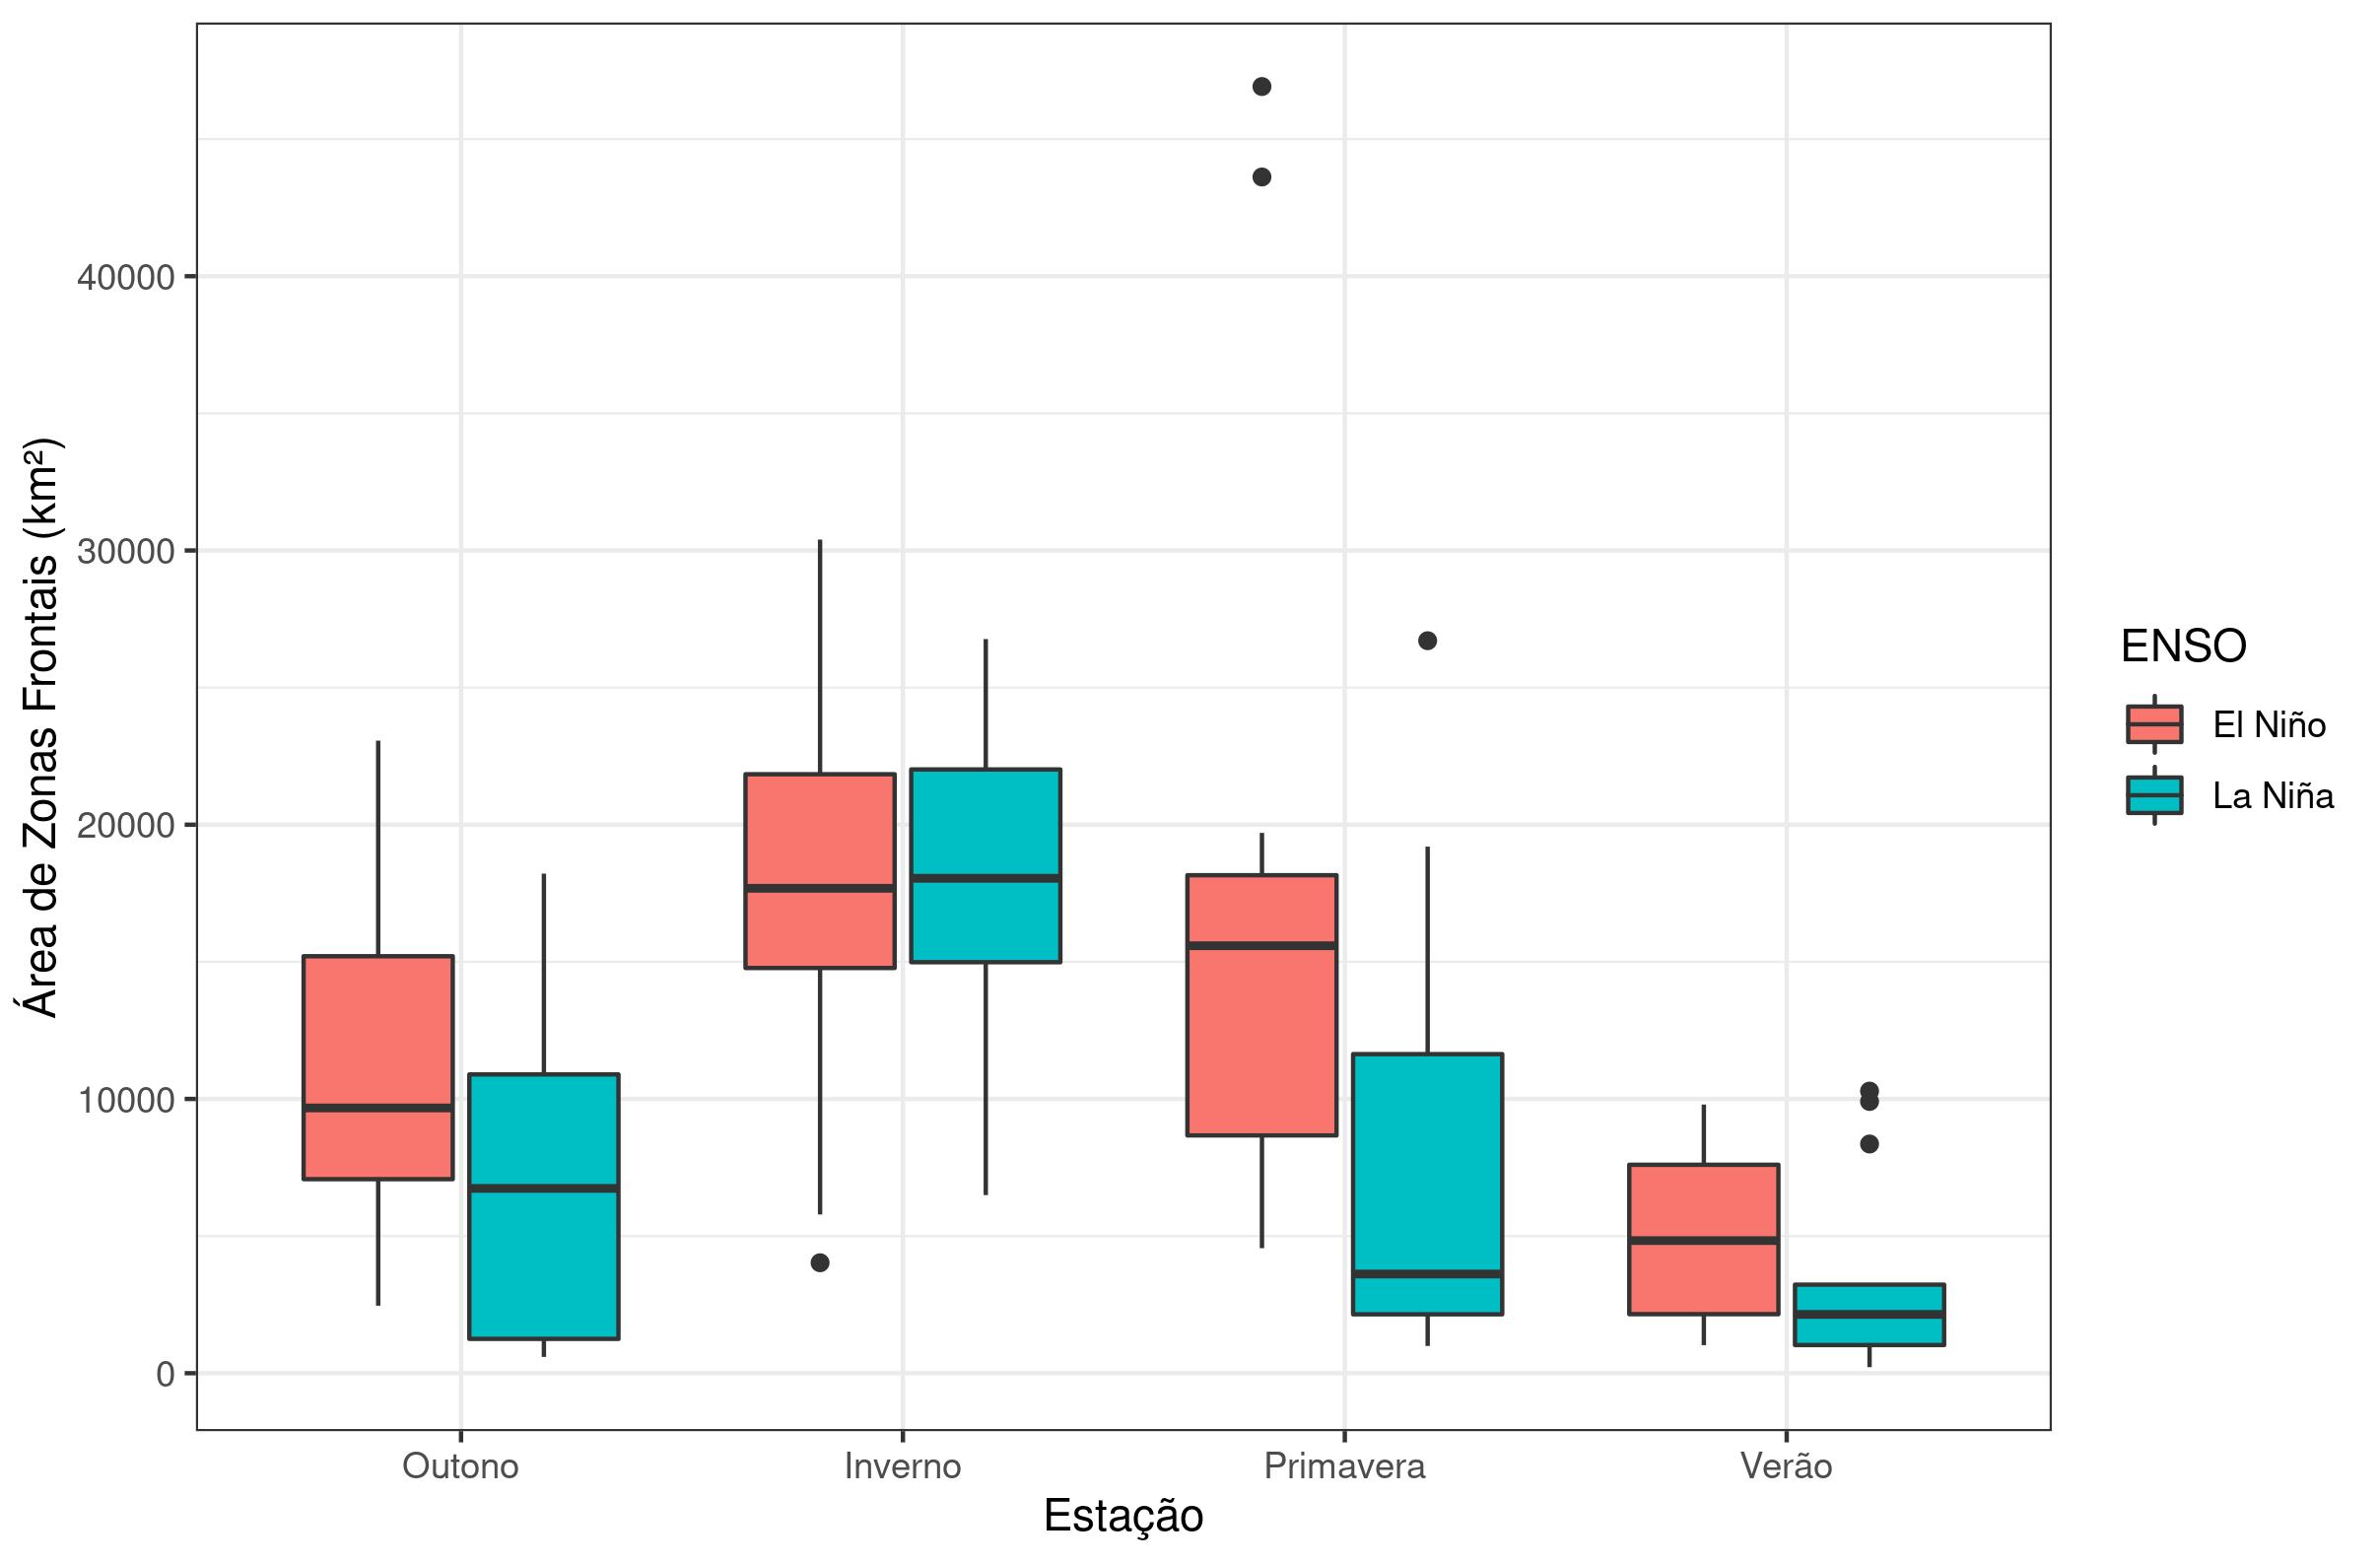 Área de Zonas Frontais (km²)
40000
30000
20000
10000
0
Outono
Inverno
Primavera
Verão
Estação
ENSO
El Niño
La Niña